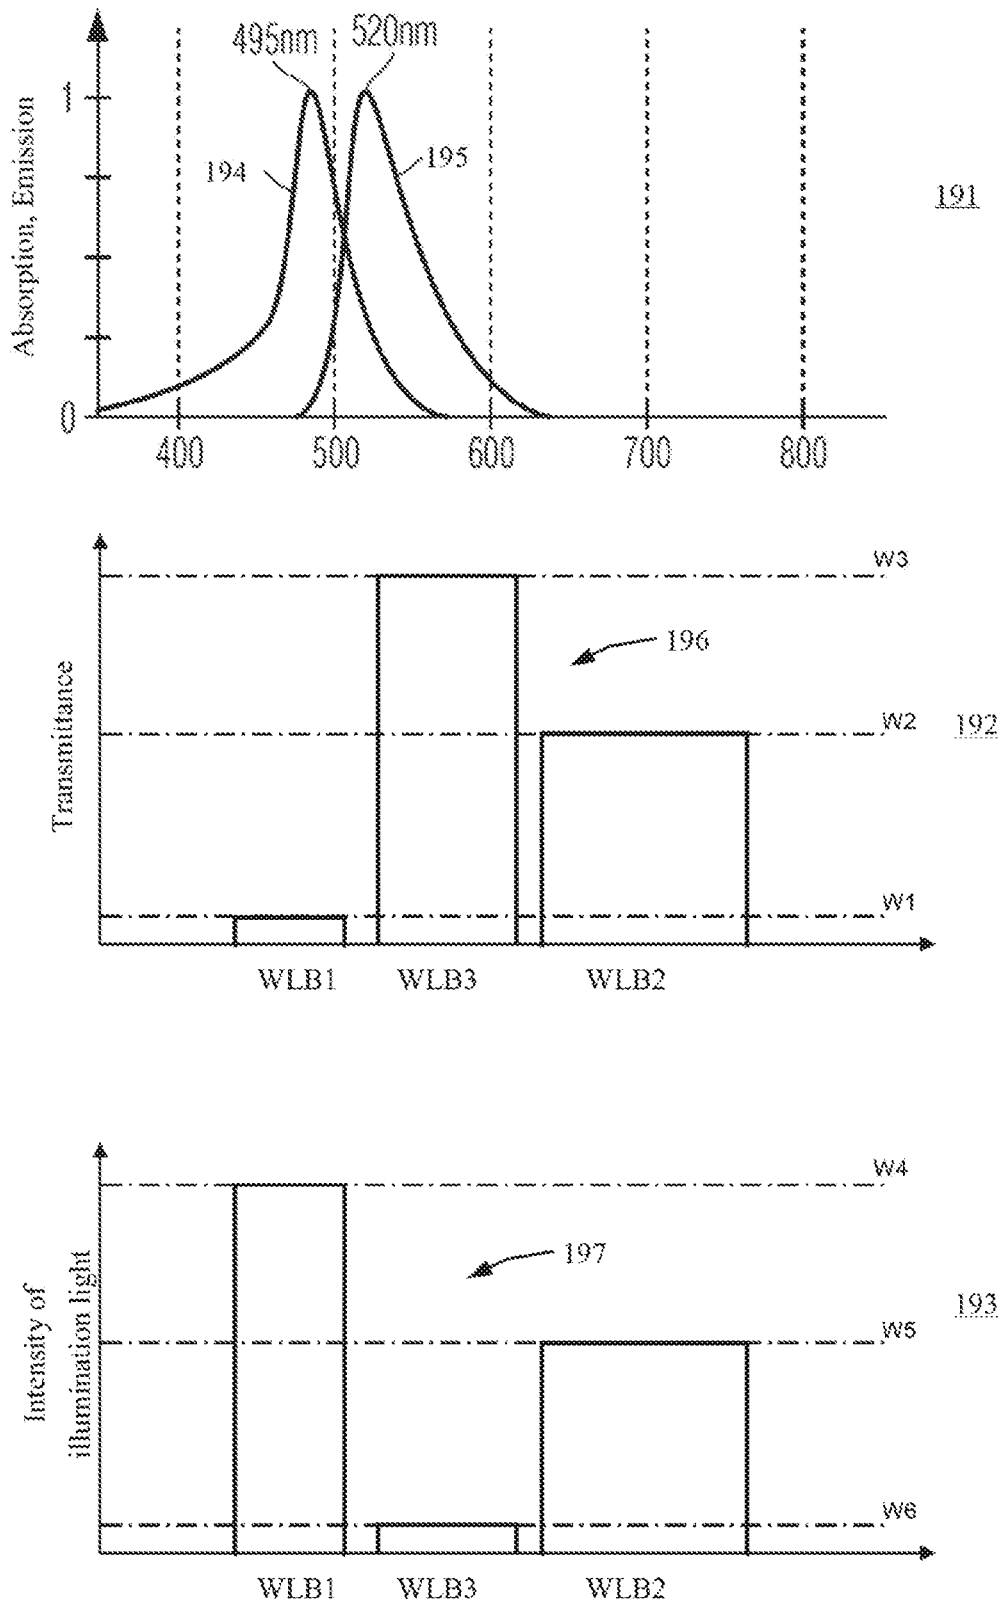 495nm 520nm
1
194
195
191
Absorption, Emission
0
400 500 600 700 800
W3
196
W2
192
Transmittance
W1
WLB1 WLB3 WLB2
W4
197
193
W5
Intensity of
illumination light
W6
WLB1 WLB3 WLB2